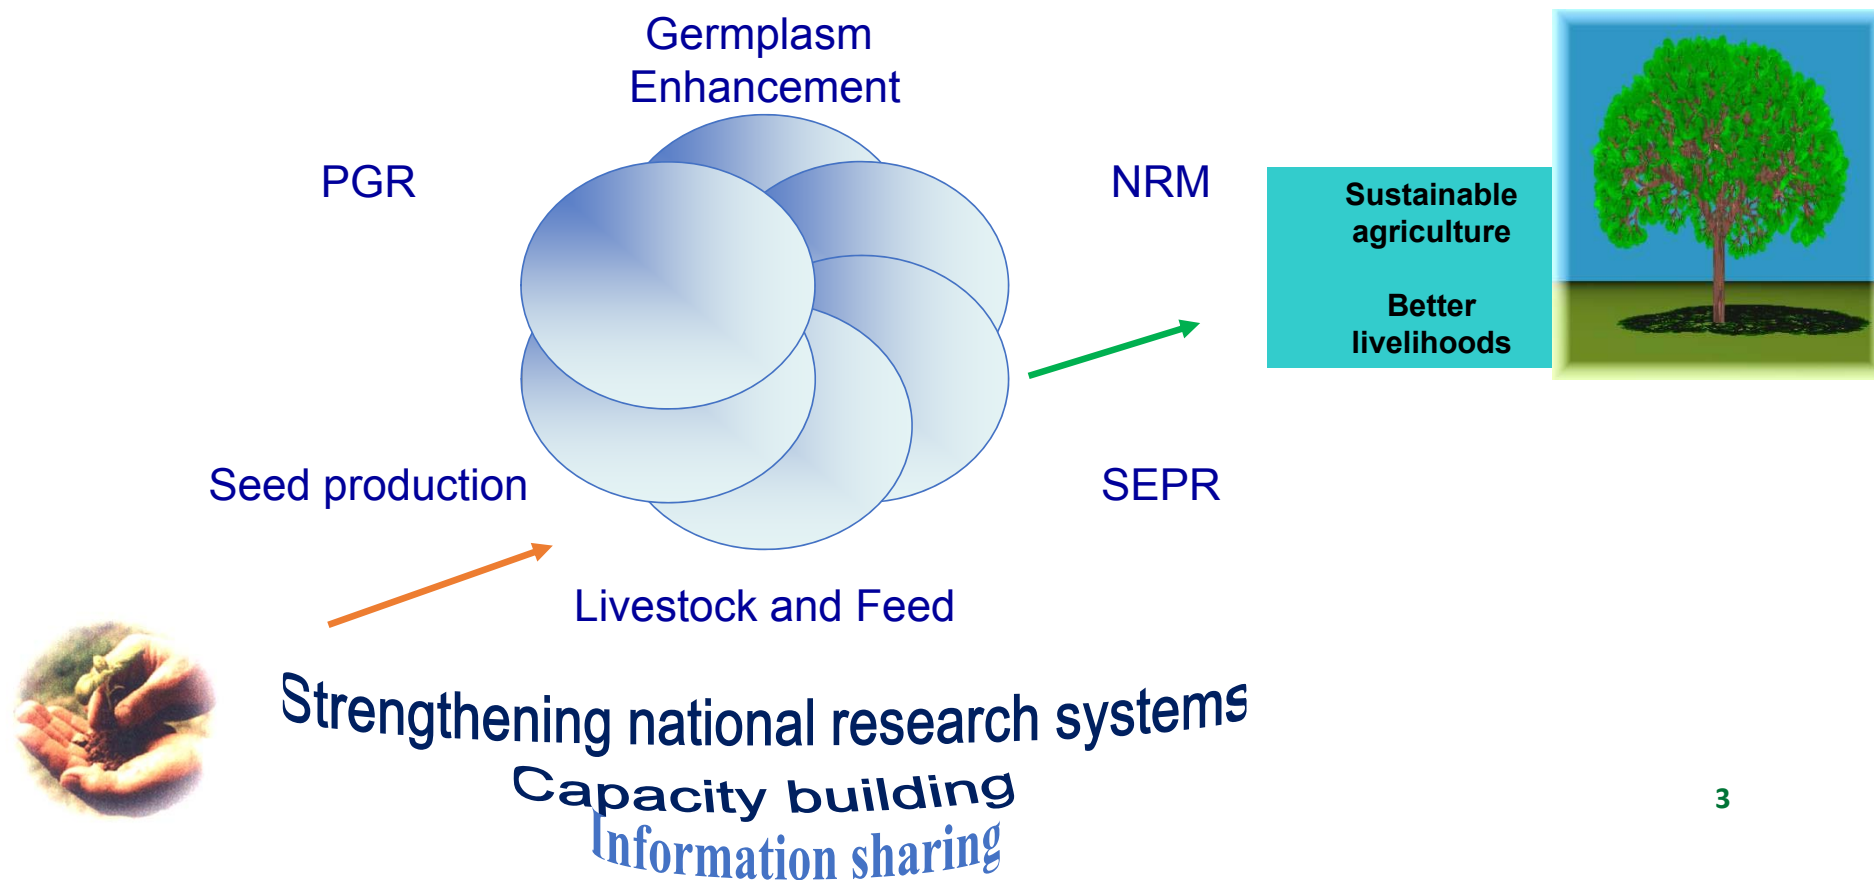 Germplasm
Enhancement
PGR
NRM
Sustainable
agriculture
Better
livelihoods
Seed production
SEPR
Livestock and Feed
Strengthening national research systems
Capacity building
Information sharing
3